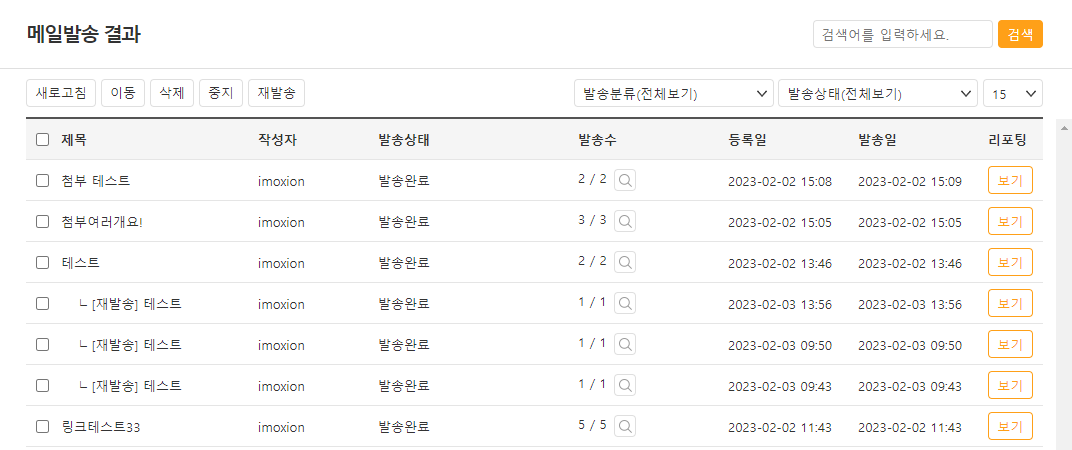 메일발송 결과 검색어를 입력하세요. 검색
새로고침 이동 삭제 중지 재발송 발송분류(전체보기) 발송상태(전체보기) 15
제목 작성자 발송상태 발송수 등록일 발송일 리포팅
첨부 테스트 imoxion 발송완료 2 / 2 2023-02-02 15:08 2023-02-02 15:09 보기
첨부여러개요! imoxion 발송완료 3 / 3 2023-02-02 15:05 2023-02-02 15:05 보기
테스트 imoxion 발송완료 2 / 2 2023-02-02 13:46 2023-02-02 13:46 보기
ㄴ [재발송] 테스트 imoxion 발송완료 1 / 1 2023-02-03 13:56 2023-02-03 13:56 보기
ㄴ [재발송] 테스트 imoxion 발송완료 1 / 1 2023-02-03 09:50 2023-02-03 09:50 보기
ㄴ [재발송] 테스트 imoxion 발송완료 1 / 1 2023-02-03 09:43 2023-02-03 09:43 보기
링크테스트33 imoxion 발송완료 5 / 5 2023-02-02 11:43 2023-02-02 11:43 보기